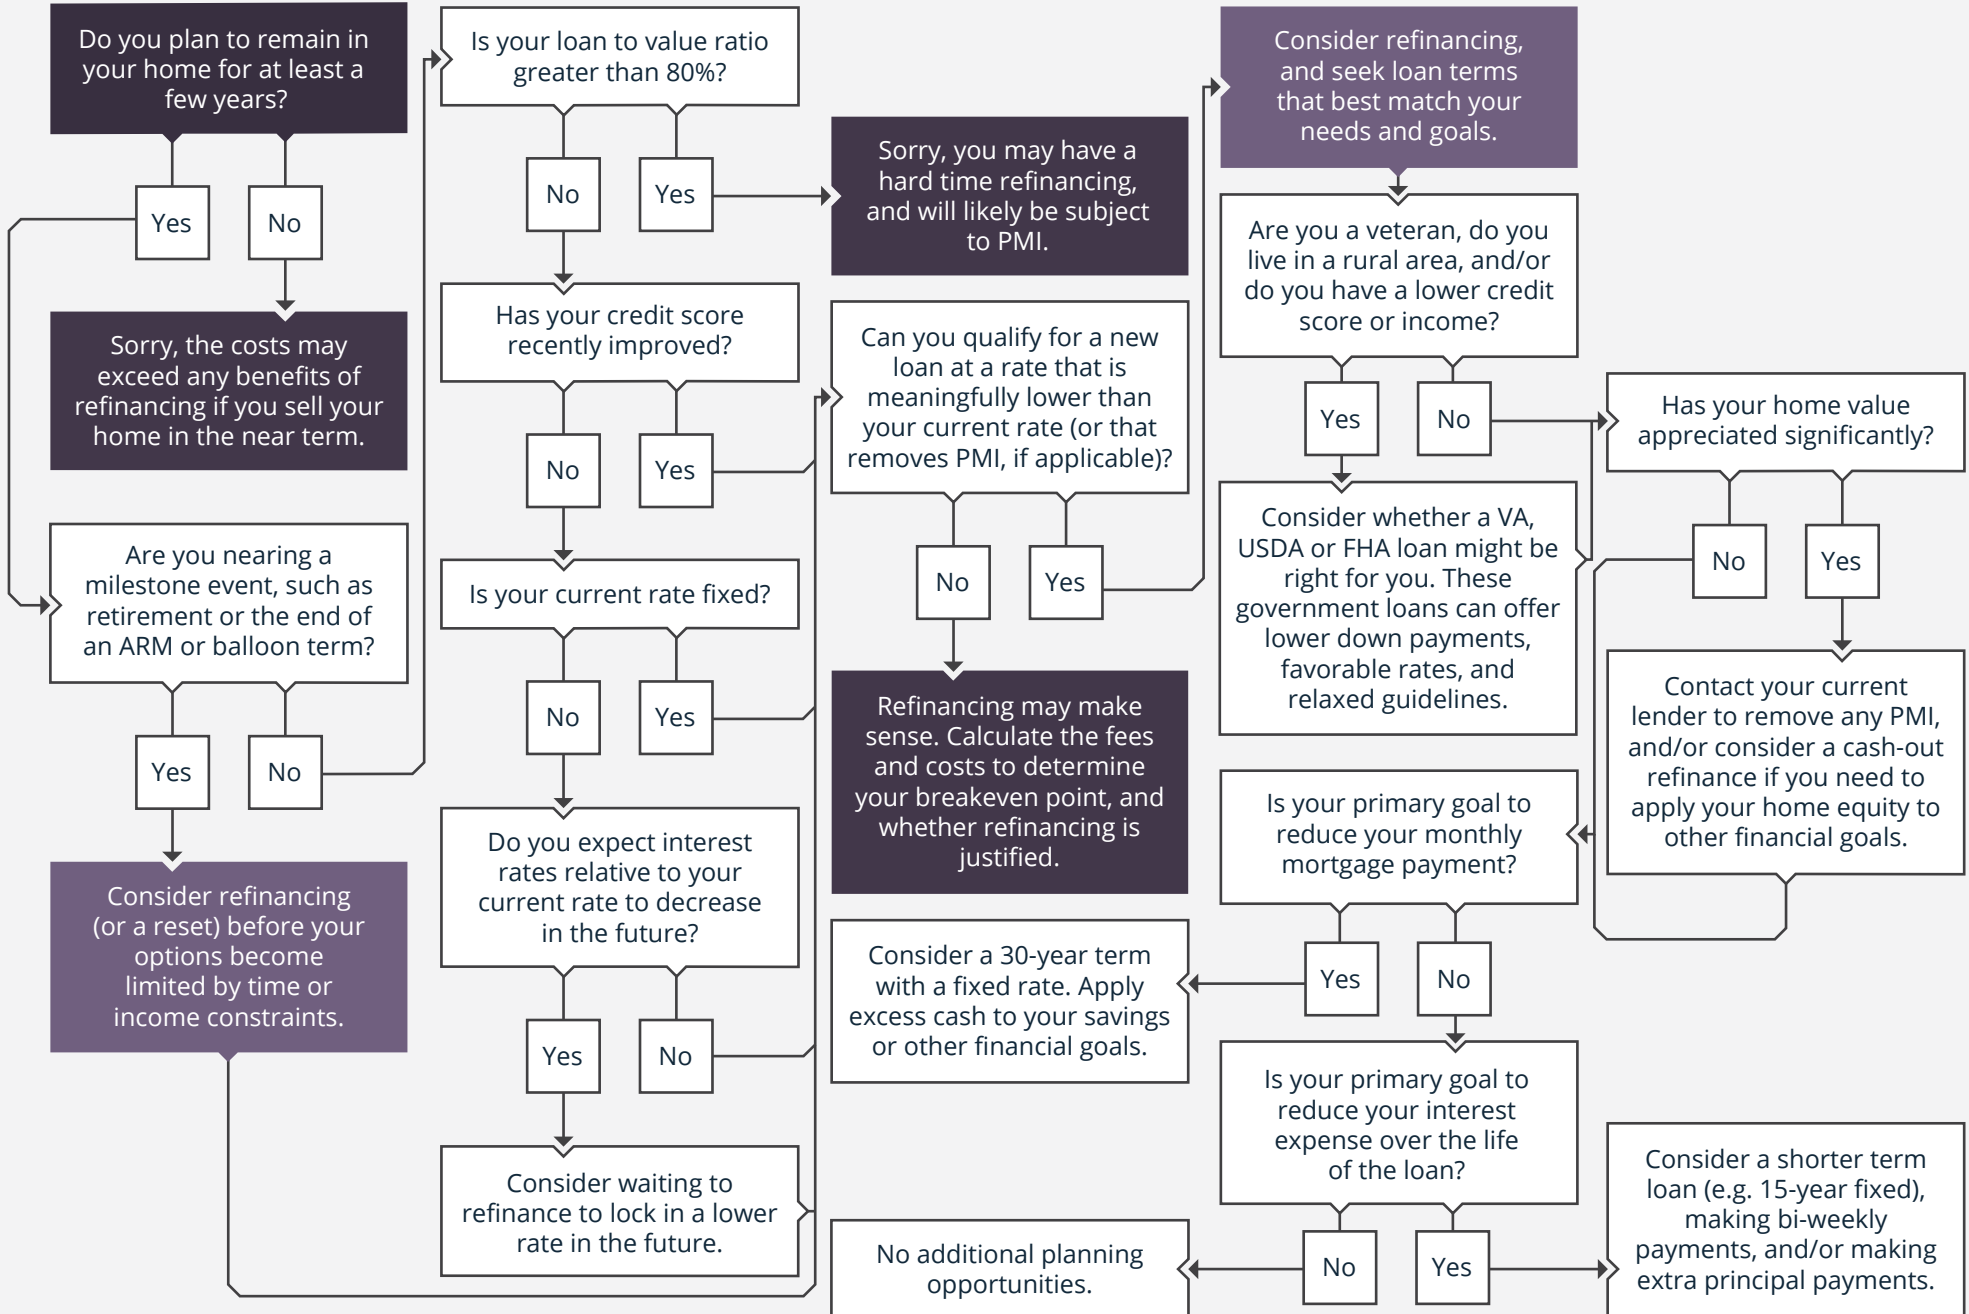 Do you plan to remain in
your home for at least a
few years?
Yes
No
Sorry, the costs may
exceed any benefits of
refinancing if you sell your
home in the near term.
Are you nearing a
milestone event, such as
retirement or the end of
an ARM or balloon term?
Yes
No
Consider refinancing
(or a reset) before your
options become
limited by time or
income constraints.
Is your loan to value ratio
greater than 80%?
No
Yes
Has your credit score
recently improved?
No
Yes
Is your current rate fixed?
No
Yes
Do you expect interest
rates relative to your
current rate to decrease
in the future?
Yes
No
Consider waiting to
refinance to lock in a lower
rate in the future.
Sorry, you may have a
hard time refinancing,
and will likely be subject
to PMI.
Can you qualify for a new
loan at a rate that is
meaningfully lower than
your current rate (or that
removes PMI, if applicable)?
No
Yes
Refinancing may make
sense. Calculate the fees
and costs to determine
your breakeven point, and
whether refinancing is
justified.
Consider a 30-year term
with a fixed rate. Apply
excess cash to your savings
or other financial goals.
No additional planning
opportunities.
Consider refinancing,
and seek loan terms
that best match your
needs and goals.
Are you a veteran, do you
live in a rural area, and/or
do you have a lower credit
score or income?
Yes
No
Consider whether a VA,
USDA or FHA loan might be
right for you. These
government loans can offer
lower down payments,
favorable rates, and
relaxed guidelines.
Is your primary goal to
reduce your monthly
mortgage payment?
Yes
No
Is your primary goal to
reduce your interest
expense over the life
of the loan?
No
Yes
Has your home value
appreciated significantly?
No
Yes
Contact your current
lender to remove any PMI,
and/or consider a cash-out
refinance if you need to
apply your home equity to
other financial goals.
Consider a shorter term
loan (e.g. 15-year fixed),
making bi-weekly
payments, and/or making
extra principal payments.